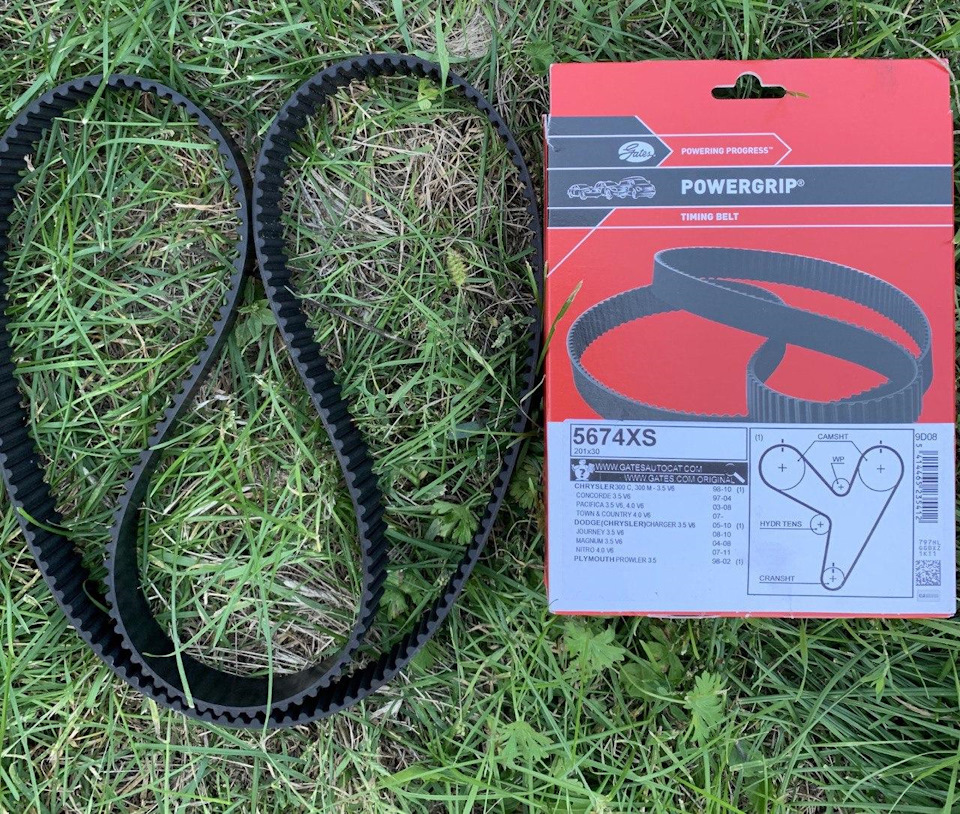 Gates
POWERING PROGRESS™
POWERGRIP®
TIMING BELT
5674XS
201x30
WWW.GATESAUTOCAT.COM
WWW.GATES.COM ORIGINAL
CHRYSLER 300 C, 300 M - 3.5 V6 98-10 (1)
CONCORDE 3.5 V6 97-04
PACIFICA 3.5 V6, 4.0 V6 03-08
TOWN & COUNTRY 4.0 V6 07-
DODGE(CHRYSLER)CHARGER 3.5 V6 05-10 (1)
JOURNEY 3.5 V6 08-10
MAGNUM 3.5 V6 04-08
NITRO 4.0 V6 07-11
PLYMOUTH PROWLER 3.5 98-02 (1)
(1)
CAMSHT
WP
HYDR TENS
CRANSHT
9D08